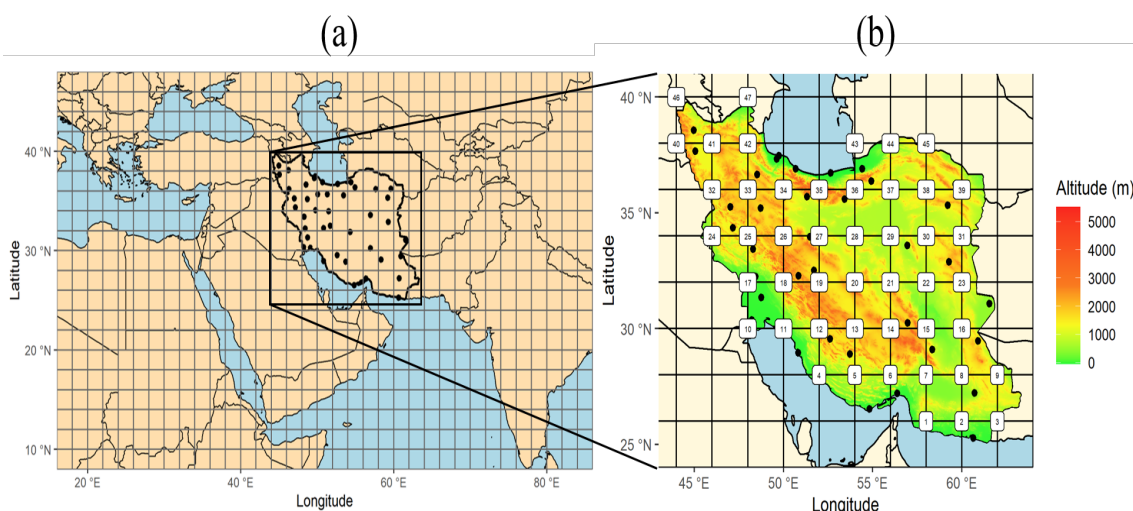 (a)
(b)
40 °N
30 °N
20 °N
10 °N
Latitude
20 °E
40 °E
60 °E
80 °E
Longitude
40 °N
35 °N
30 °N
25 °N
Latitude
45 °E
50 °E
55 °E
60 °E
Longitude
46
47
40
41
42
43
44
45
32
33
34
35
36
37
38
39
24
25
26
27
28
29
30
31
17
18
19
20
21
22
23
10
11
12
13
14
15
16
4
5
6
7
8
9
1
2
3
Altitude (m)
5000
4000
3000
2000
1000
0